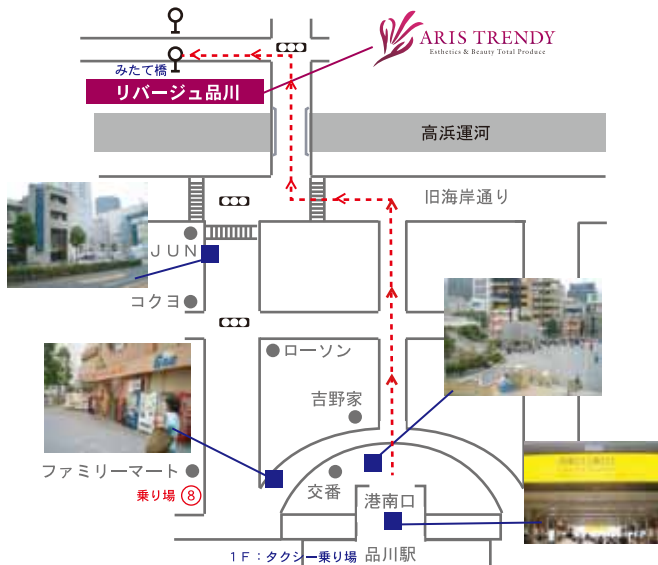 ARIS TRENDY
Esthetics & Beauty Total Produce
みたて橋
リバージュ品川
高浜運河
旧海岸通り
JUN
コクヨ
ローソン
吉野家
ファミリーマート
乗り場 ⑧
交番
港南口
1F:タクシー乗り場
品川駅